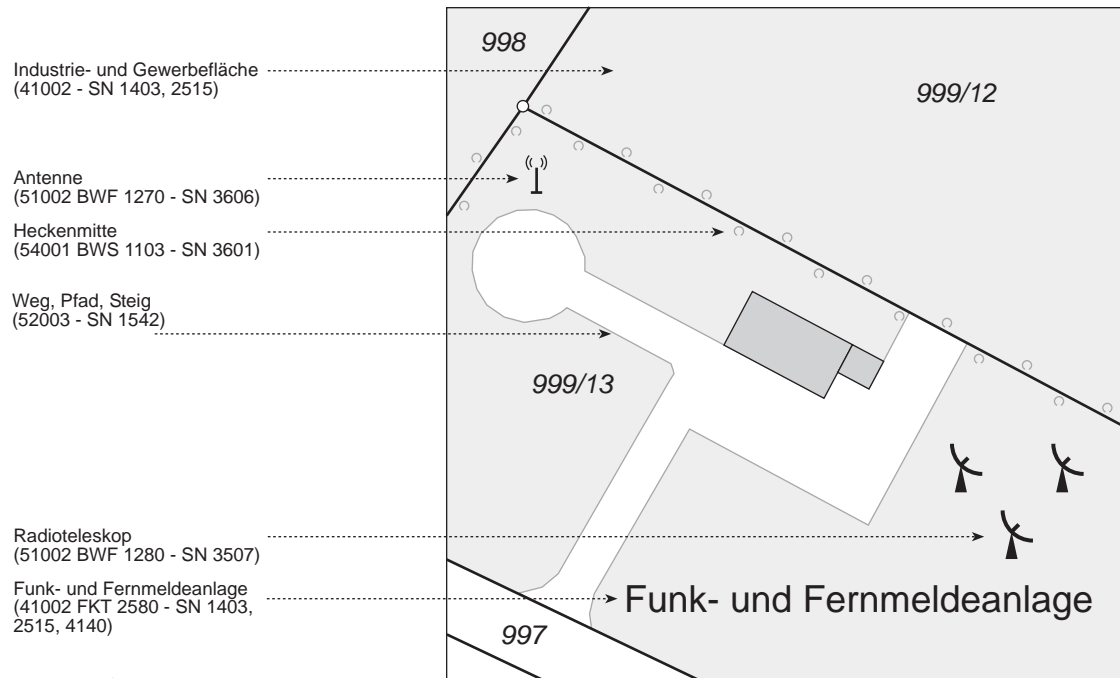 998
Industrie- und Gewerbefläche
(41002 - SN 1403, 2515)
999/12
Antenne
(51002 BWF 1270 - SN 3606)
Heckenmitte
(54001 BWS 1103 - SN 3601)
Weg, Pfad, Steig
(52003 - SN 1542)
999/13
Radioteleskop
(51002 BWF 1280 - SN 3507)
Funk- und Fernmeldeanlage
(41002 FKT 2580 - SN 1403,
2515, 4140)
Funk- und Fernmeldeanlage
997